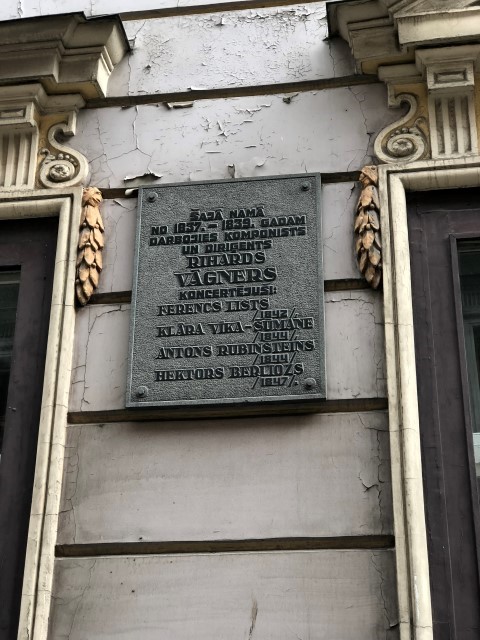 ŠAJĀ NAMĀ
NO 1837. – 1839. GADAM
DARBOJIES KOMPONISTS
UN DIRIĢENTS
RIHARDS
VĀGNERS
KONCERTĒJUŠI:
FERENCS LISTS
/1842/
KLĀRA VĪKA-ŠŪMANE
/1844/
ANTONS RUBINŠTEINS
/1844/
HEKTORS BERLIOZS
/1847/.